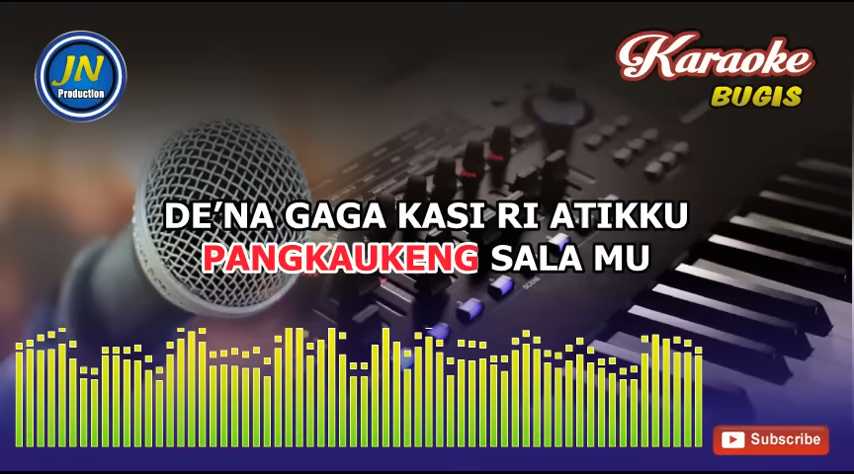 JN
Production
Karaoke
BUGIS
DE'NA GAGA KASI RI ATIKKU
PANGKAUKENG SALA MU
Subscribe